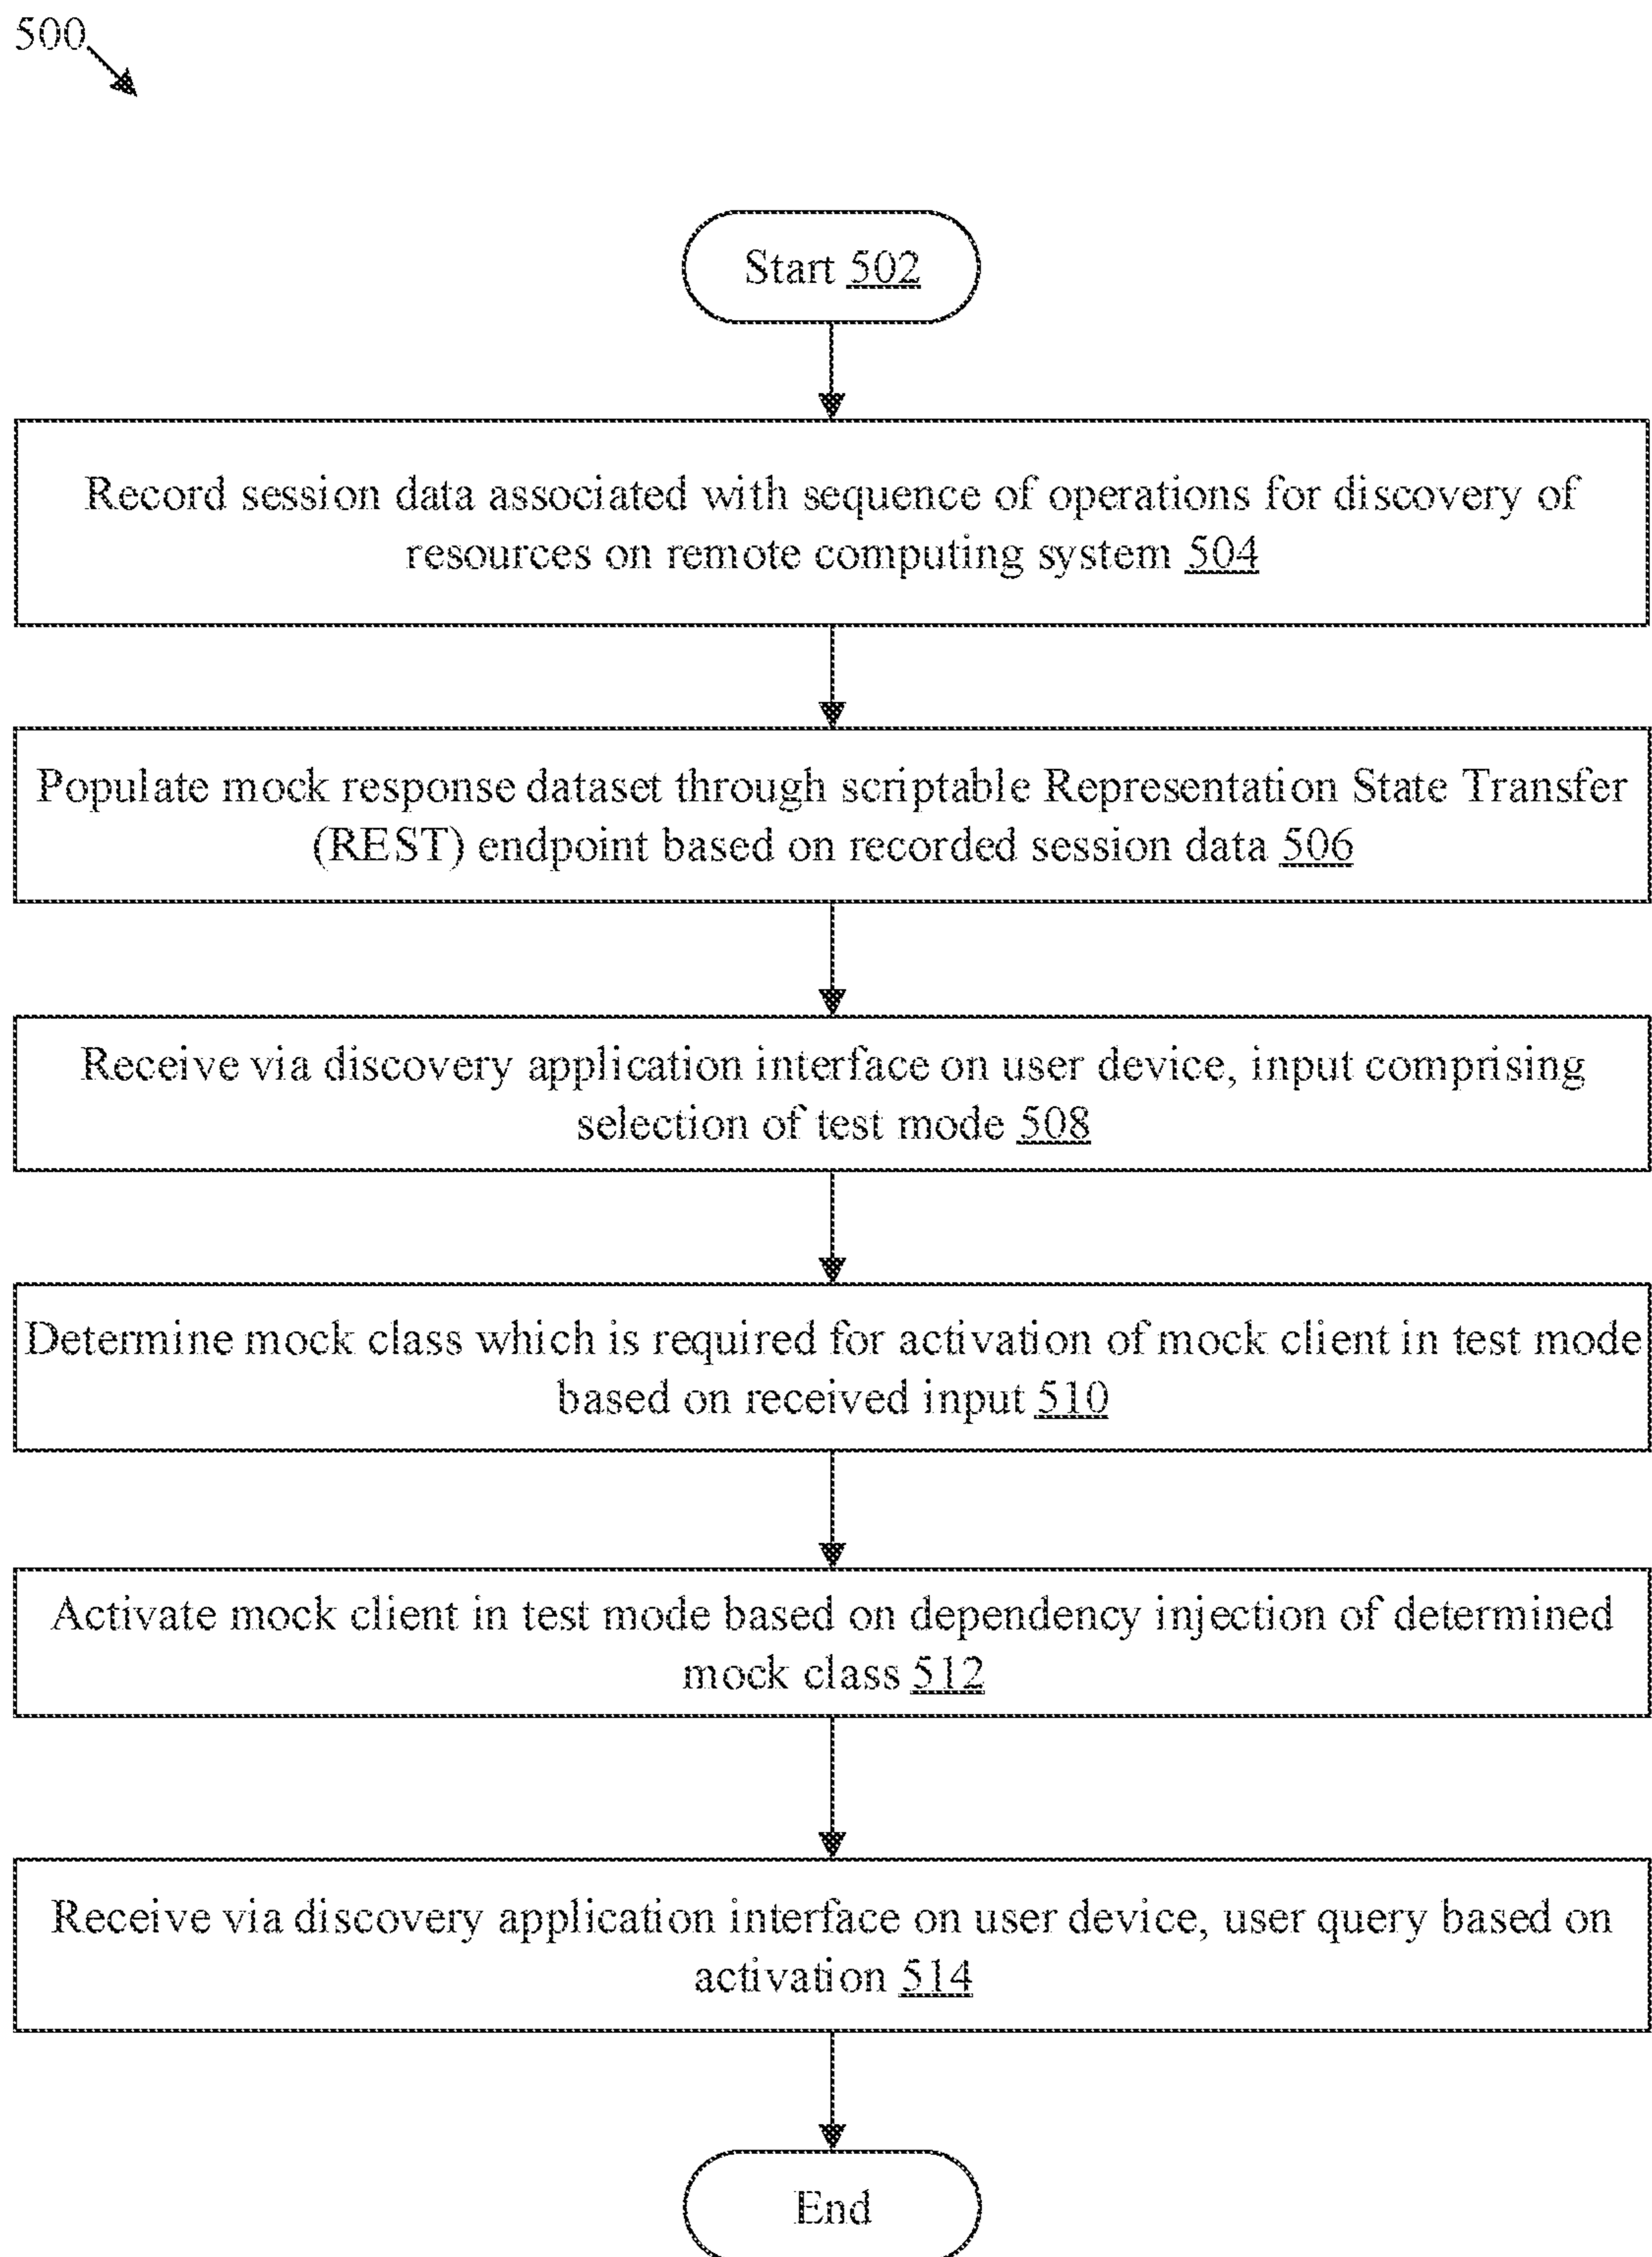 500
Start 502
Record session data associated with sequence of operations for discovery of
resources on remote computing system 504
Populate mock response dataset through scriptable Representation State Transfer
(REST) endpoint based on recorded session data 506
Receive via discovery application interface on user device, input comprising
selection of test mode 508
Determine mock class which is required for activation of mock client in test mode
based on received input 510
Activate mock client in test mode based on dependency injection of determined
mock class 512
Receive via discovery application interface on user device, user query based on
activation 514
End